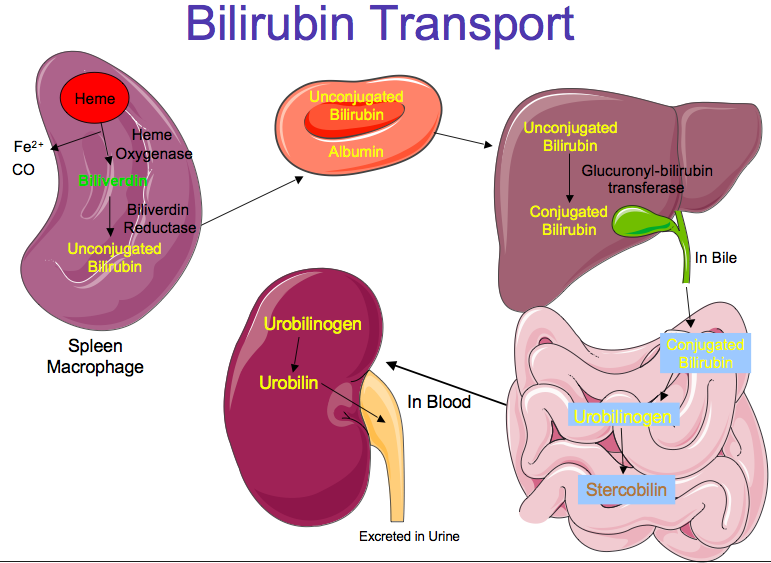 Bilirubin Transport
Heme
Fe2+
CO
Heme
Oxygenase
Biliverdin
Biliverdin
Reductase
Unconjugated
Bilirubin
Spleen
Macrophage
Unconjugated
Bilirubin
Albumin
Unconjugated
Bilirubin
Glucuronyl-bilirubin
transferase
Conjugated
Bilirubin
In Bile
Conjugated
Bilirubin
Urobilinogen
Stercobilin
In Blood
Urobilinogen
Urobilin
Excreted in Urine